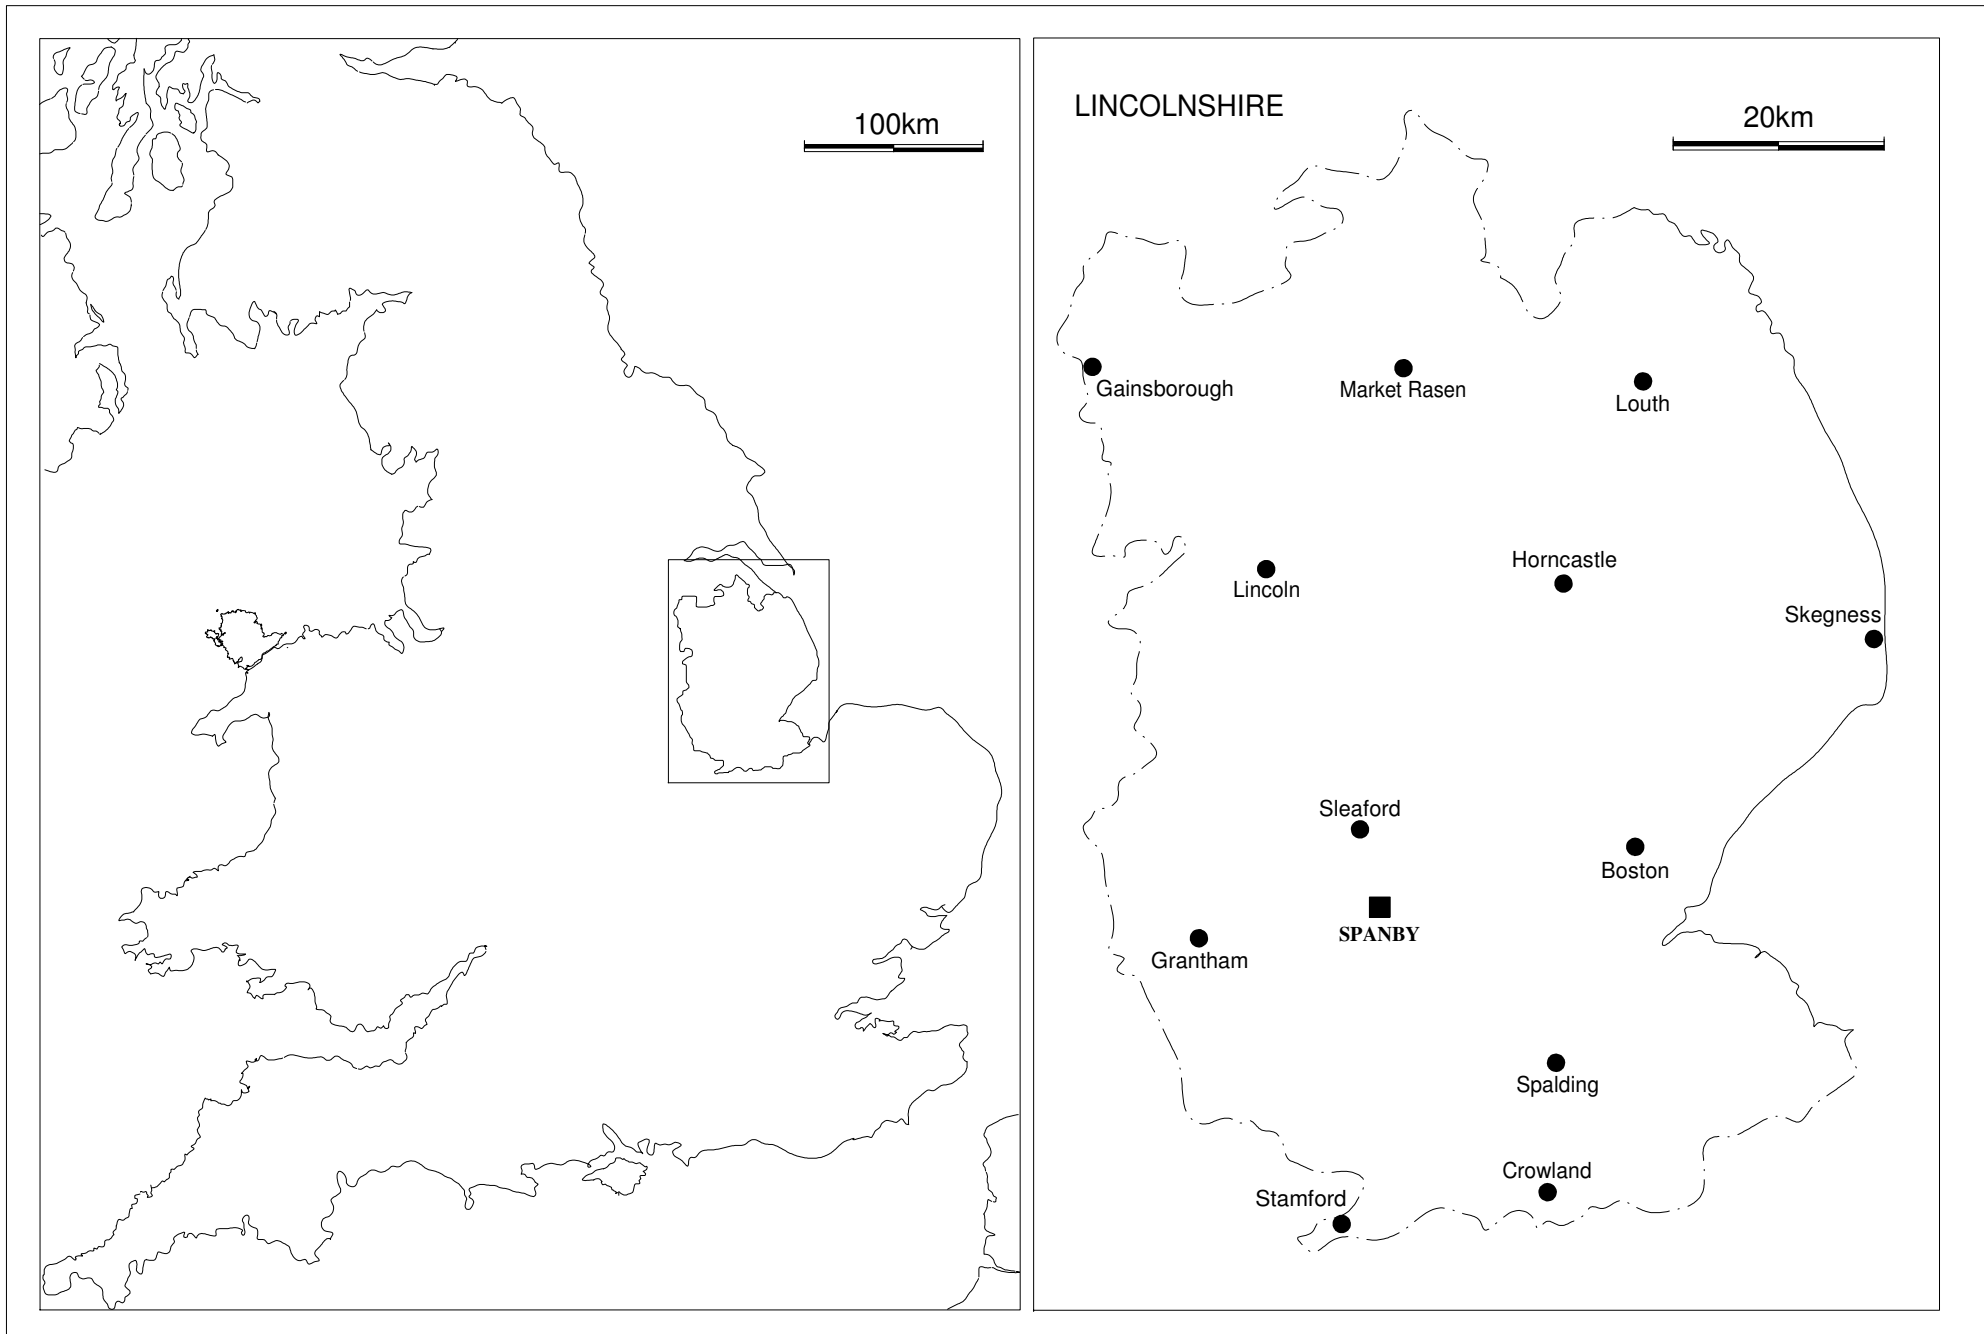 100km
LINCOLNSHIRE
20km
Gainsborough
Market Rasen
Louth
Lincoln
Horncastle
Skegness
Sleaford
Boston
SPANBY
Grantham
Spalding
Crowland
Stamford